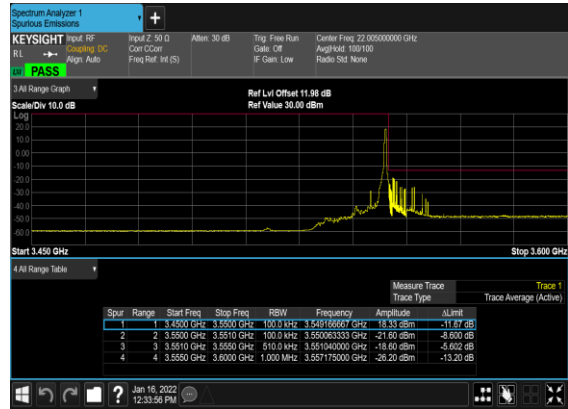 Spectrum Analyzer 1
Spurious Emissions
+
KEYSIGHT Input: RF Input Z: 50 Ω Atten: 30 dB Trig: Free Run Center Freq: 22.005000000 GHz
RL Coupling: DC Corr CCorr Gate: Off Avg|Hold: 100/100
Align: Auto Freq Ref: Int (S) IF Gain: Low Radio Std: None
PASS
3 All Range Graph
Ref Lvl Offset 11.98 dB
Scale/Div 10.0 dB Ref Value 30.00 dBm
Log
20.0
10.0
0.00
-10.0
-20.0
-30.0
-40.0
-50.0
-60.0
Start 3.450 GHz Stop 3.600 GHz
4 All Range Table
Measure Trace Trace 1
Trace Type Trace Average (Active)
Spur Range Start Freq Stop Freq RBW Frequency Amplitude ΔLimit
1 1 3.4500 GHz 3.5500 GHz 100.0 kHz 3.549166667 GHz 18.33 dBm -11.67 dB
2 2 3.5500 GHz 3.5510 GHz 100.0 kHz 3.550063333 GHz -21.60 dBm -8.600 dB
3 3 3.5510 GHz 3.5550 GHz 510.0 kHz 3.551040000 GHz -18.60 dBm -5.602 dB
4 4 3.5550 GHz 3.6000 GHz 1.000 MHz 3.557175000 GHz -26.20 dBm -13.20 dB
? Jan 16, 2022
12:33:56 PM